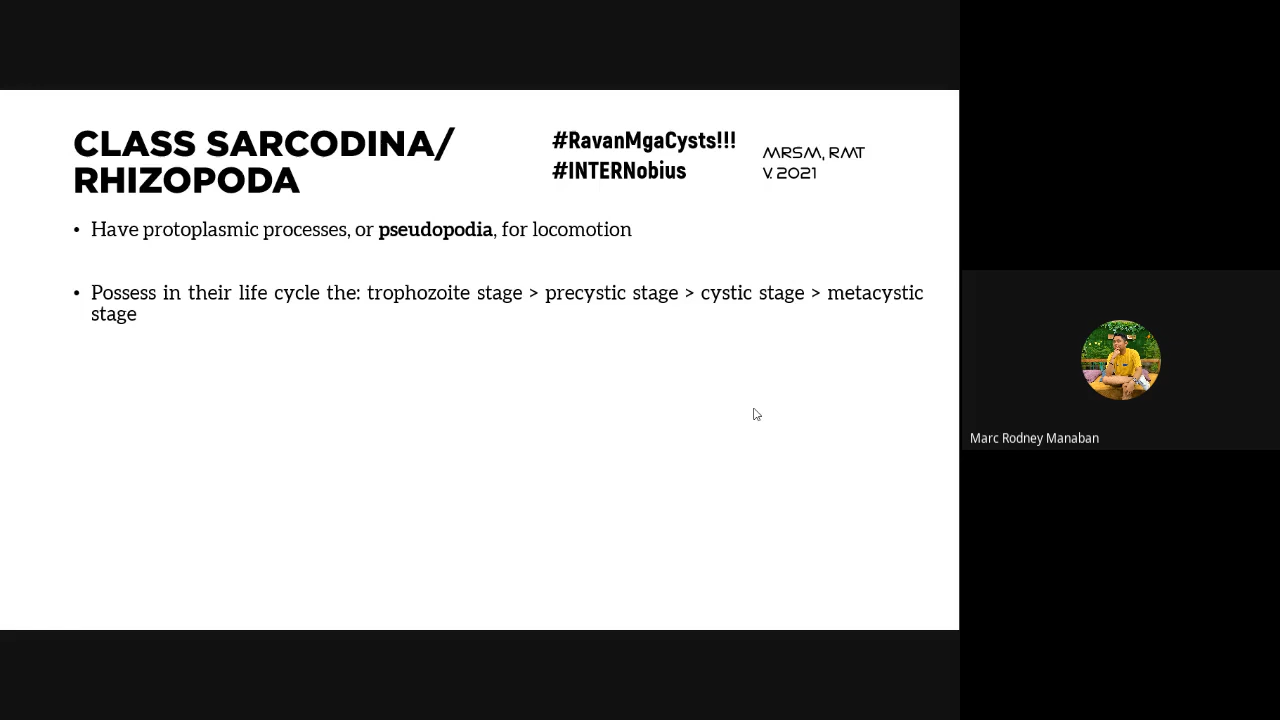 CLASS SARCODINA/
RHIZOPODA
#RavanMgaCysts!!!
#INTERNobius
MRSM, RMT
V. 2021
• Have protoplasmic processes, or pseudopodia, for locomotion
• Possess in their life cycle the: trophozoite stage > precystic stage > cystic stage > metacystic
stage
Marc Rodney Manaban